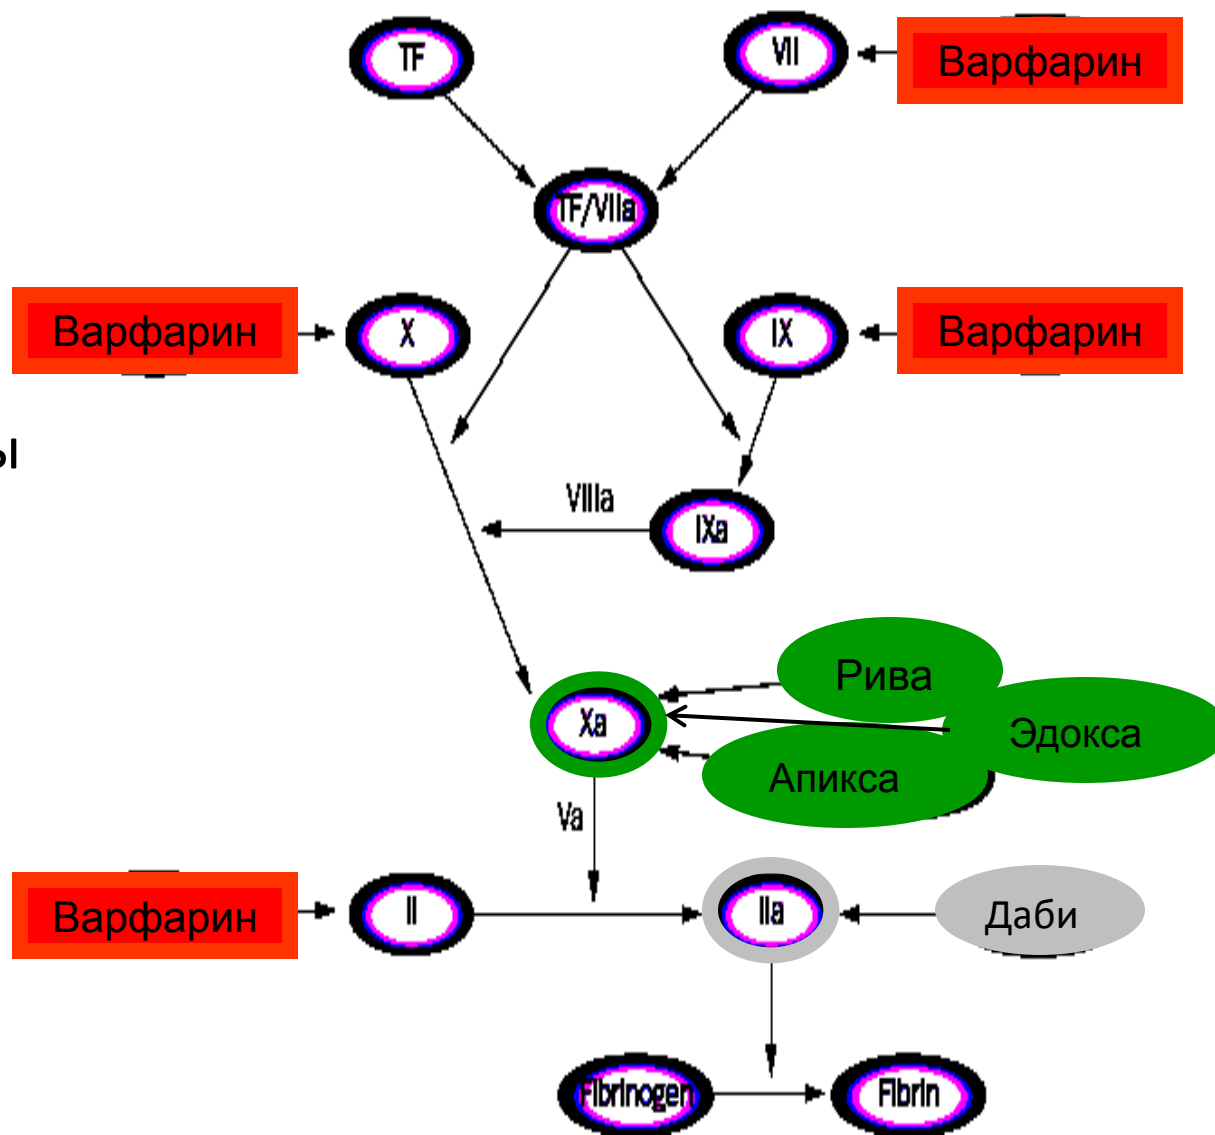 TF
VII
Варфарин
TF/VIIa
Варфарин
X
IX
Варфарин
ы
VIIIa
IXa
Рива
Xa
Эдокса
Апикса
Va
Варфарин
II
IIa
Даби
Fibrinogen
Fibrin